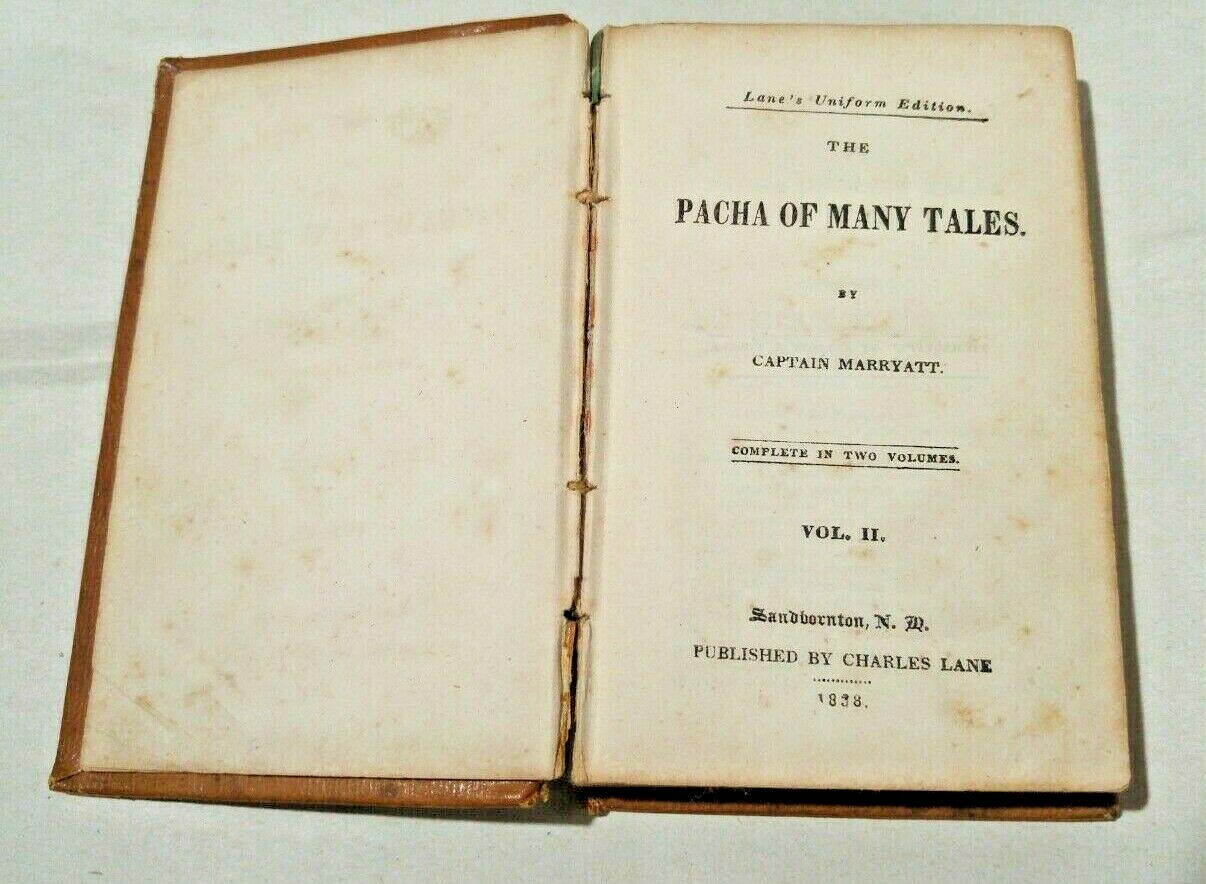 Lane's Uniform Edition.
THE
PACHA OF MANY TALES.
BY
CAPTAIN MARRYATT.
COMPLETE IN TWO VOLUMES.
VOL. II.
Sandbornton, N. H.
PUBLISHED BY CHARLES LANE
1838.